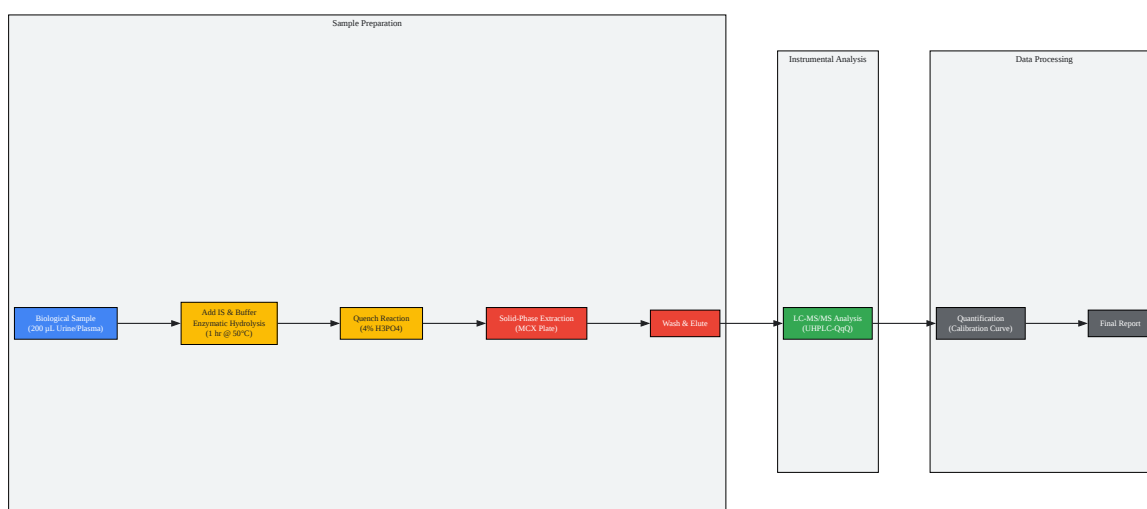 Sample Preparation
Instrumental Analysis
Data Processing
Biological Sample
(200 µL Urine/Plasma)
Add IS & Buffer
Enzymatic Hydrolysis
(1 hr @ 50°C)
Quench Reaction
(4% H3PO4)
Solid-Phase Extraction
(MCX Plate)
Wash & Elute
LC-MS/MS Analysis
(UHPLC-QqQ)
Quantification
(Calibration Curve)
Final Report